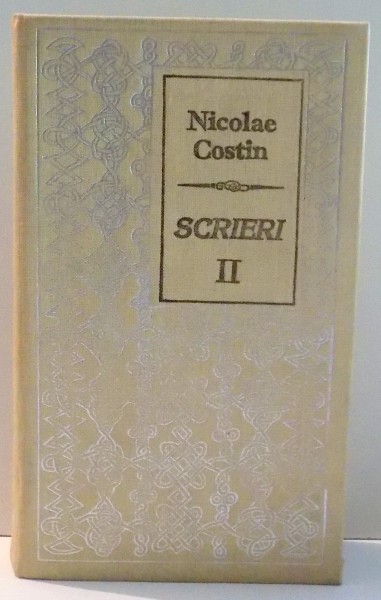 Nicolae
Costin
SCRIERI
II